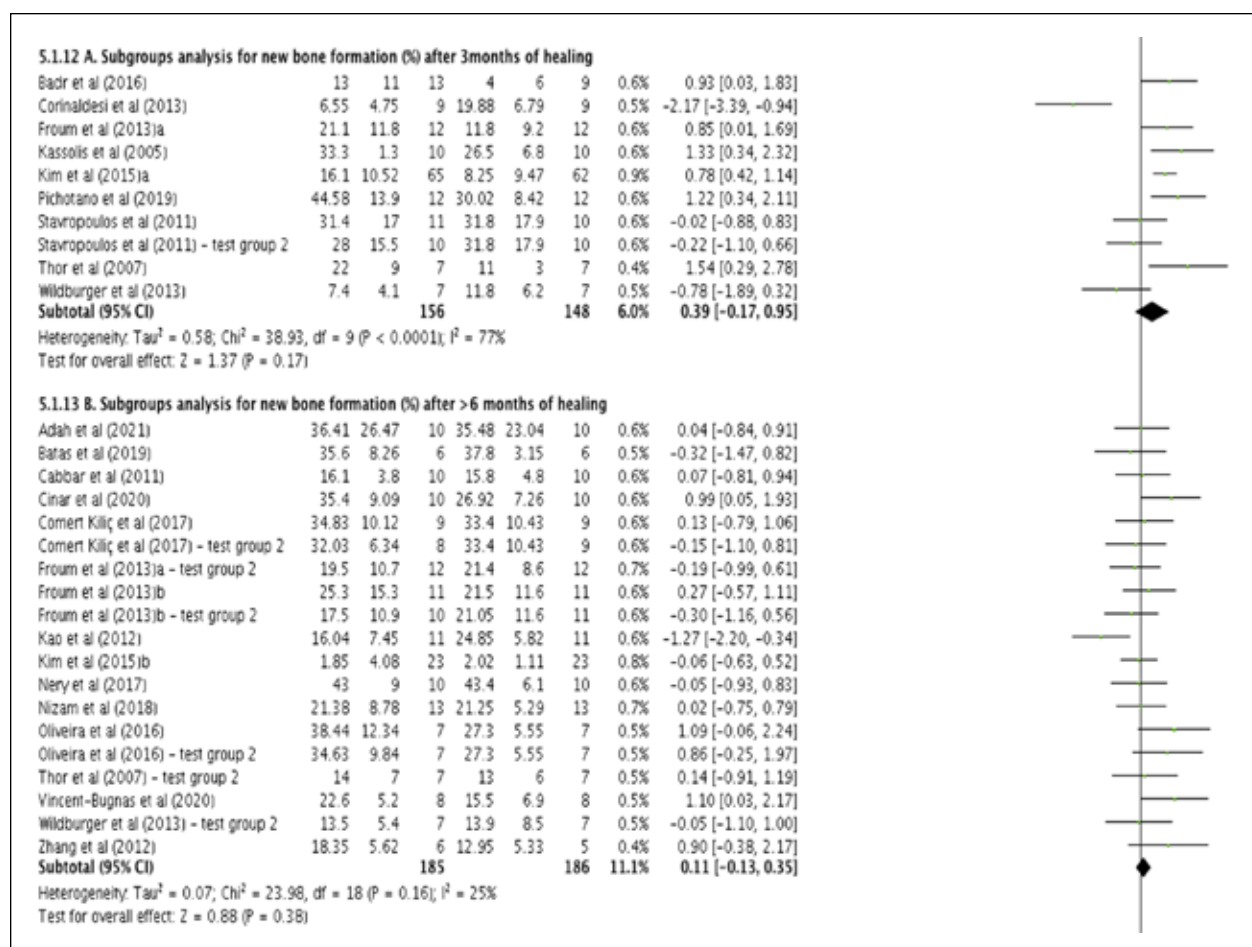 5.1.12 A. Subgroups analysis for new bone formation (%) after 3months of healing
Badr et al (2016) 13 11 13 4 6 9 0.6% 0.93 [0.03, 1.83]
Corinaldesi et al (2013) 6.55 4.75 9 19.88 6.79 9 0.5% -2.17 [-3.39, -0.94]
Froum et al (2013)a 21.1 11.8 12 11.8 9.2 12 0.6% 0.85 [0.01, 1.69]
Kassolis et al (2005) 33.3 1.3 10 26.5 6.8 10 0.6% 1.33 [0.34, 2.32]
Kim et al (2015)a 16.1 10.52 65 8.25 9.47 62 0.9% 0.78 [0.42, 1.14]
Pichotano et al (2019) 44.58 13.9 12 30.02 8.42 12 0.6% 1.22 [0.34, 2.11]
Stavropoulos et al (2011) 31.4 17 11 31.8 17.9 10 0.6% -0.02 [-0.88, 0.83]
Stavropoulos et al (2011) – test group 2 28 15.5 10 31.8 17.9 10 0.6% -0.22 [-1.10, 0.66]
Thor et al (2007) 22 9 7 11 3 7 0.4% 1.54 [0.29, 2.78]
Wildburger et al (2013) 7.4 4.1 7 11.8 6.2 7 0.5% -0.78 [-1.89, 0.32]
Subtotal (95% CI) 156 148 6.0% 0.39 [-0.17, 0.95]
Heterogeneity: Tau² = 0.58; Chi² = 38.93, df = 9 (P < 0.0001); I² = 77%
Test for overall effect: Z = 1.37 (P = 0.17)
5.1.13 B. Subgroups analysis for new bone formation (%) after >6 months of healing
Adah et al (2021) 36.41 26.47 10 35.48 23.04 10 0.6% 0.04 [-0.84, 0.91]
Batas et al (2019) 35.6 8.26 6 37.8 3.15 6 0.5% -0.32 [-1.47, 0.82]
Cabbar et al (2011) 16.1 3.8 10 15.8 4.8 10 0.6% 0.07 [-0.81, 0.94]
Cinar et al (2020) 35.4 9.09 10 26.92 7.26 10 0.6% 0.99 [0.05, 1.93]
Comert Kiliç et al (2017) 34.83 10.12 9 33.4 10.43 9 0.6% 0.13 [-0.79, 1.06]
Comert Kiliç et al (2017) – test group 2 32.03 6.34 8 33.4 10.43 9 0.6% -0.15 [-1.10, 0.81]
Froum et al (2013)a – test group 2 19.5 10.7 12 21.4 8.6 12 0.7% -0.19 [-0.99, 0.61]
Froum et al (2013)b 25.3 15.3 11 21.5 11.6 11 0.6% 0.27 [-0.57, 1.11]
Froum et al (2013)b – test group 2 17.5 10.9 10 21.05 11.6 11 0.6% -0.30 [-1.16, 0.56]
Kao et al (2012) 16.04 7.45 11 24.85 5.82 11 0.6% -1.27 [-2.20, -0.34]
Kim et al (2015)b 1.85 4.08 23 2.02 1.11 23 0.8% -0.06 [-0.63, 0.52]
Nery et al (2017) 43 9 10 43.4 6.1 10 0.6% -0.05 [-0.93, 0.83]
Nizam et al (2018) 21.38 8.78 13 21.25 5.29 13 0.7% 0.02 [-0.75, 0.79]
Oliveira et al (2016) 38.44 12.34 7 27.3 5.55 7 0.5% 1.09 [-0.06, 2.24]
Oliveira et al (2016) – test group 2 34.63 9.84 7 27.3 5.55 7 0.5% 0.86 [-0.25, 1.97]
Thor et al (2007) – test group 2 14 7 7 13 6 7 0.5% 0.14 [-0.91, 1.19]
Vincent-Bugnas et al (2020) 22.6 5.2 8 15.5 6.9 8 0.5% 1.10 [0.03, 2.17]
Wildburger et al (2013) – test group 2 13.5 5.4 7 13.9 8.5 7 0.5% -0.05 [-1.10, 1.00]
Zhang et al (2012) 18.35 5.62 6 12.95 5.33 5 0.4% 0.90 [-0.38, 2.17]
Subtotal (95% CI) 185 186 11.1% 0.11 [-0.13, 0.35]
Heterogeneity: Tau² = 0.07; Chi² = 23.98, df = 18 (P = 0.16); I² = 25%
Test for overall effect: Z = 0.88 (P = 0.38)